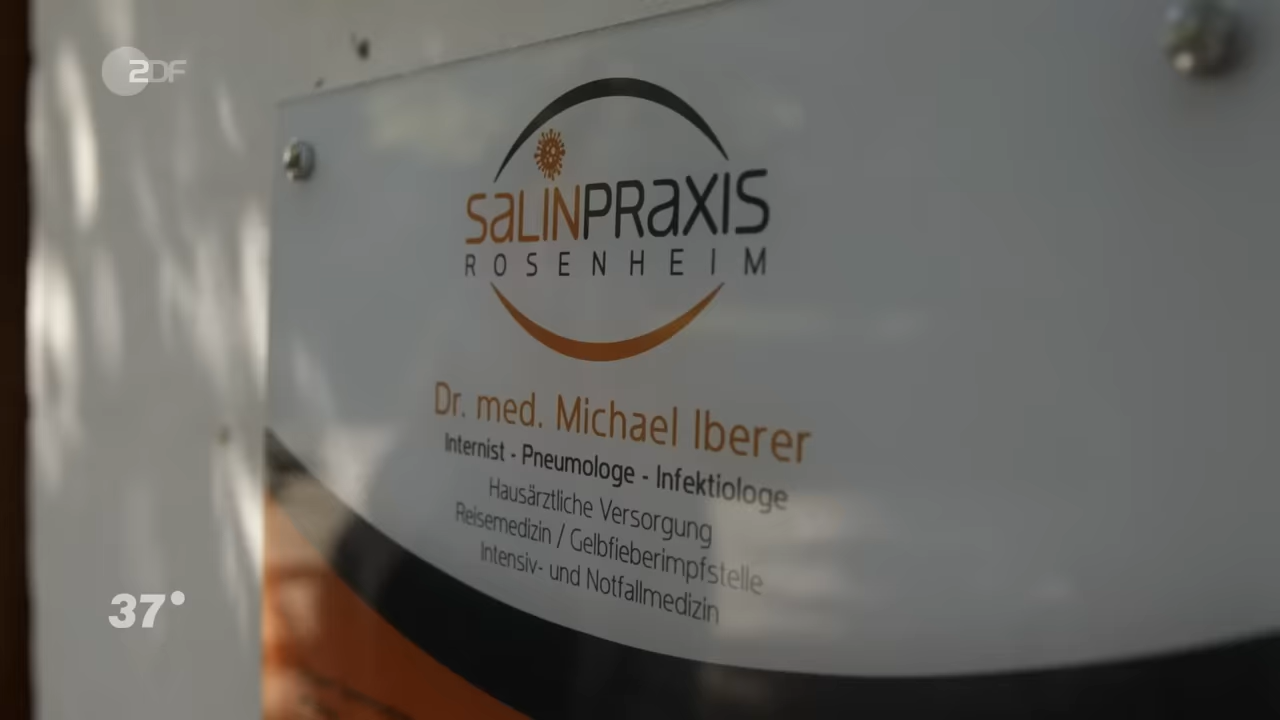 ZDF
SALINPRAXIS
ROSENHEIM
Dr. med. Michael Iberer
Internist - Pneumologe - Infektiologe
Hausärztliche Versorgung
Reisemedizin / Gelbfieberimpfstelle
Intensiv- und Notfallmedizin
37°